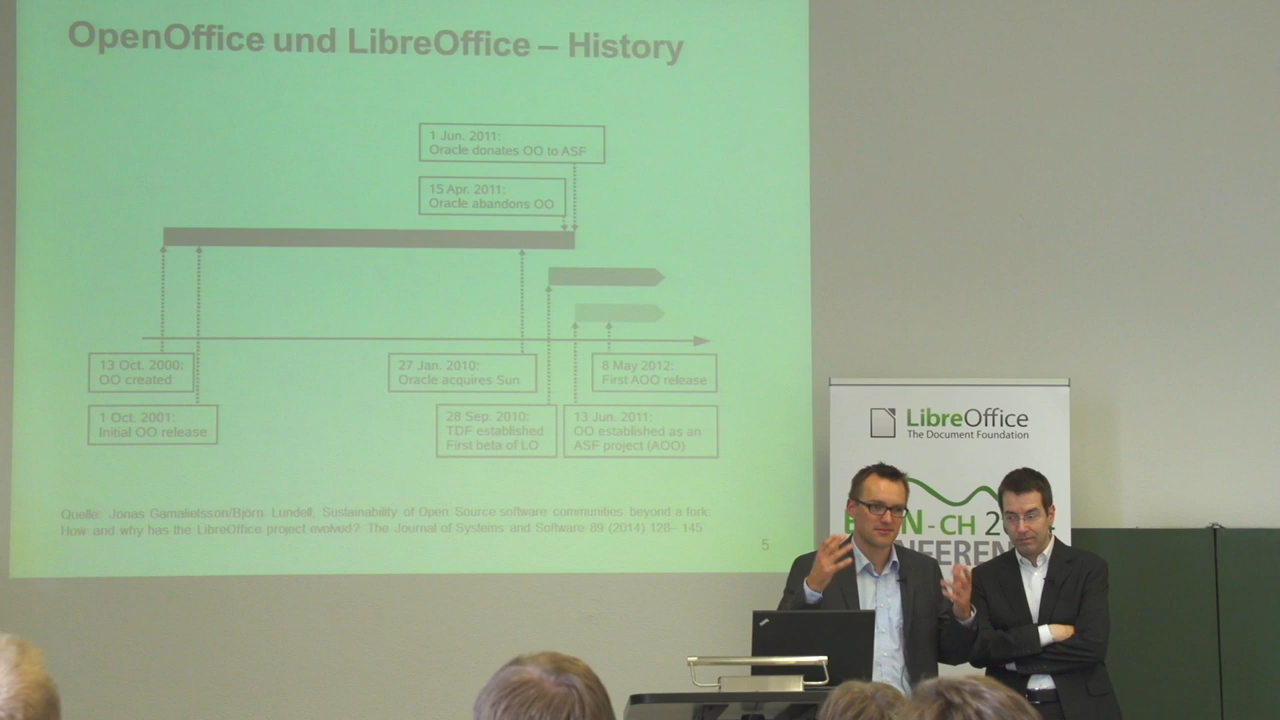 OpenOffice und LibreOffice – History
1 Jun. 2011:
Oracle donates OO to ASF
15 Apr. 2011:
Oracle abandons OO
13 Oct. 2000:
OO created
27 Jan. 2010:
Oracle acquires Sun
8 May 2012:
First AOO release
1 Oct. 2001:
Initial OO release
28 Sep. 2010:
TDF established
First beta of LO
13 Jun. 2011:
OO established as an
ASF project (AOO)
Quelle: Jonas Gamalielsson/Björn Lundell, Sustainability of Open Source software communities beyond a fork:
How and why has the LibreOffice project evolved? The Journal of Systems and Software 89 (2014) 128– 145
5
LibreOffice
The Document Foundation
- CH